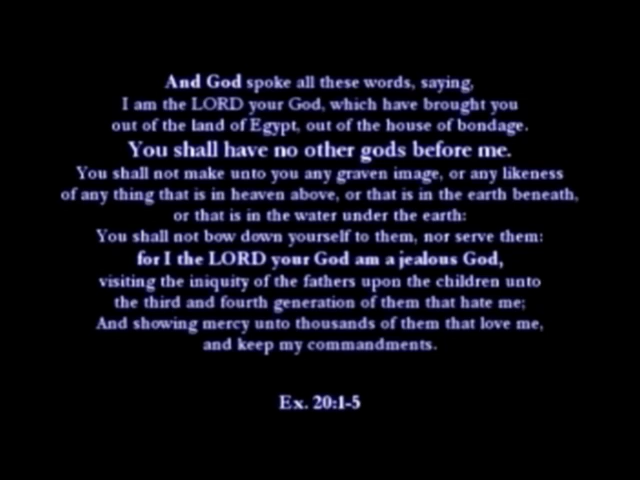 And God spoke all these words, saying,
I am the LORD your God, which have brought you
out of the land of Egypt, out of the house of bondage.
You shall have no other gods before me.
You shall not make unto you any graven image, or any likeness
of any thing that is in heaven above, or that is in the earth beneath,
or that is in the water under the earth:
You shall not bow down yourself to them, nor serve them:
for I the LORD your God am a jealous God,
visiting the iniquity of the fathers upon the children unto
the third and fourth generation of them that hate me;
And showing mercy unto thousands of them that love me,
and keep my commandments.
Ex. 20:1-5